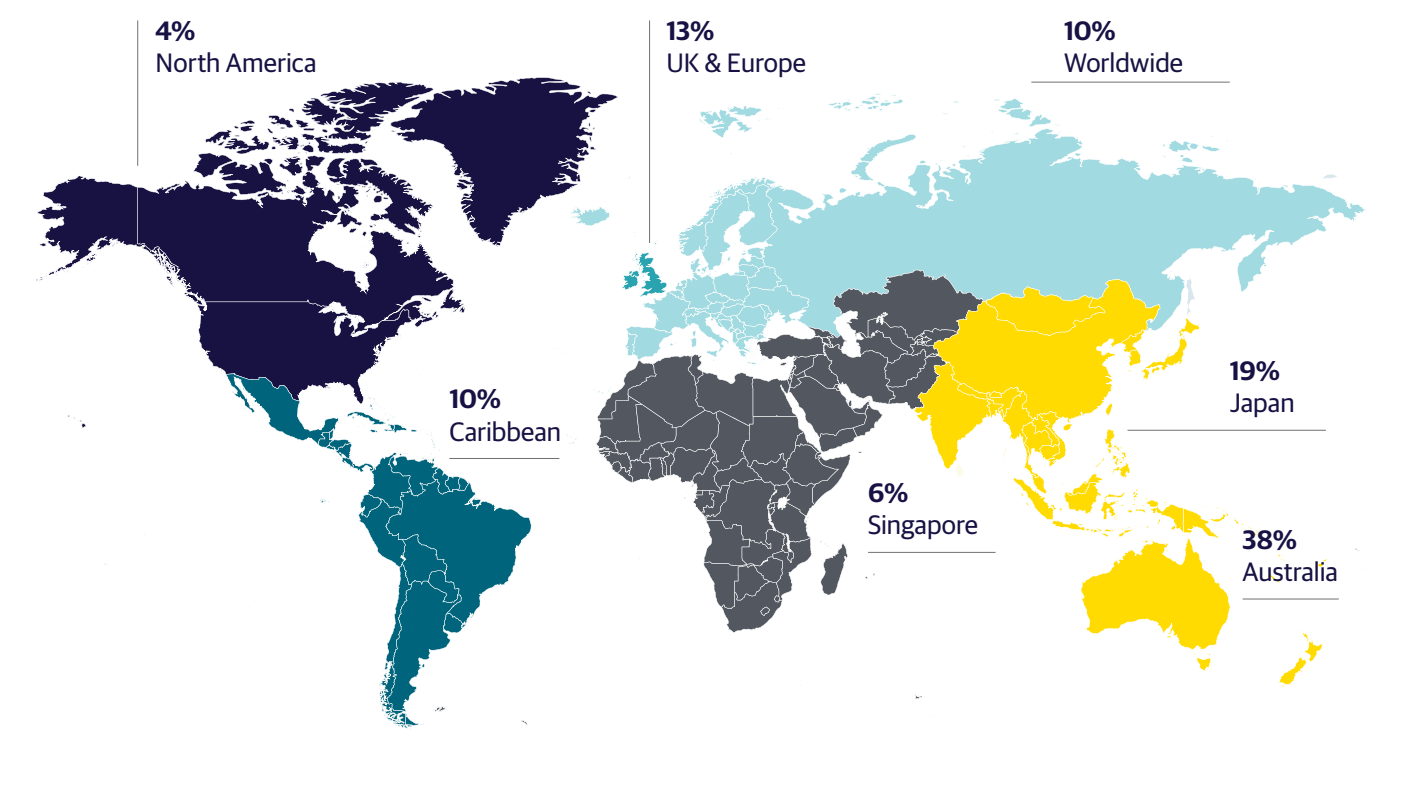 4%
North America
13%
UK & Europe
10%
Worldwide
19%
Japan
10%
Caribbean
6%
Singapore
38%
Australia